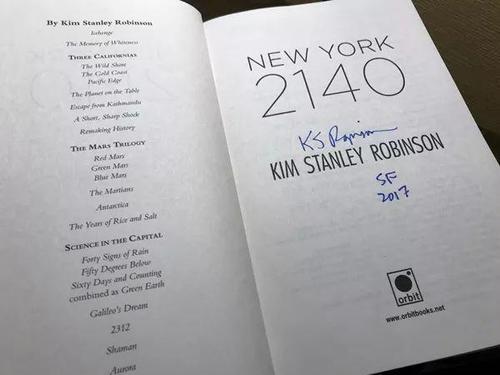 By Kim Stanley Robinson
Icehenge
The Memory of Whiteness
THREE CALIFORNIAS
The Wild Shore
The Gold Coast
Pacific Edge
The Planet on the Table
Escape from Kathmandu
A Short, Sharp Shock
Remaking History
THE MARS TRILOGY
Red Mars
Green Mars
Blue Mars
The Martians
Antarctica
The Years of Rice and Salt
SCIENCE IN THE CAPITAL
Forty Signs of Rain
Fifty Degrees Below
Sixty Days and Counting
combined as Green Earth
Galileo's Dream
2312
Shaman
Aurora
NEW YORK
2140
KS Robinson
KIM STANLEY ROBINSON
SF
2017
orbit
www.orbitbooks.net